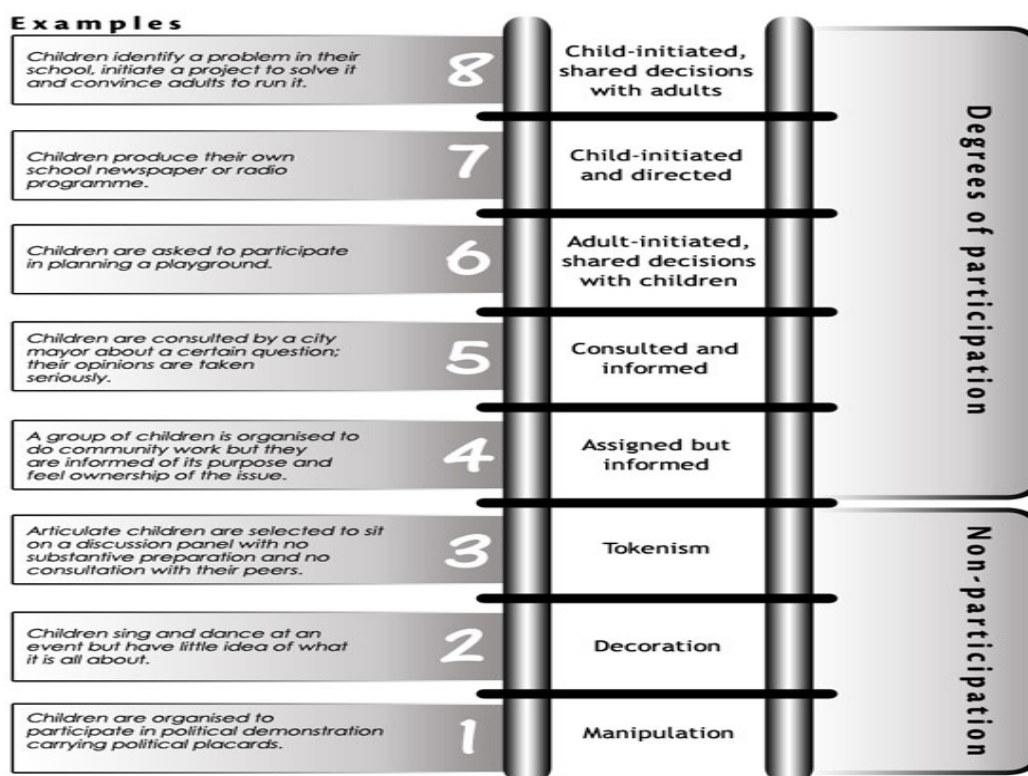 Examples
Children identify a problem in their
school, initiate a project to solve it
and convince adults to run it.
8
Child-initiated,
shared decisions
with adults
Children produce their own
school newspaper or radio
programme.
7
Child-initiated
and directed
Children are asked to participate
in planning a playground.
6
Adult-initiated,
shared decisions
with children
Children are consulted by a city
mayor about a certain question;
their opinions are taken
seriously.
5
Consulted and
informed
A group of children is organised to
do community work but they
are informed of its purpose and
feel ownership of the issue.
4
Assigned but
informed
Degrees of participation
Articulate children are selected to sit
on a discussion panel with no
substantive preparation and no
consultation with their peers.
3
Tokenism
Children sing and dance at an
event but have little idea of what
it is all about.
2
Decoration
Children are organised to
participate in political demonstration
carrying political placards.
1
Manipulation
Non-participation